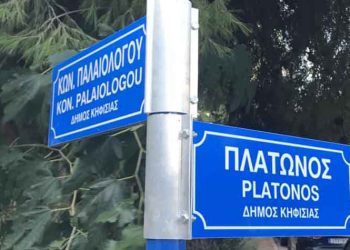 ΚΩΝ. ΠΑΛΑΙΟΛΟΓΟΥ
KON. PALAIOLOGOU
ΔΗΜΟΣ ΚΗΦΙΣΙΑΣ
ΠΛΑΤΩΝΟΣ
PLATONOS
ΔΗΜΟΣ ΚΗΦΙΣΙΑΣ